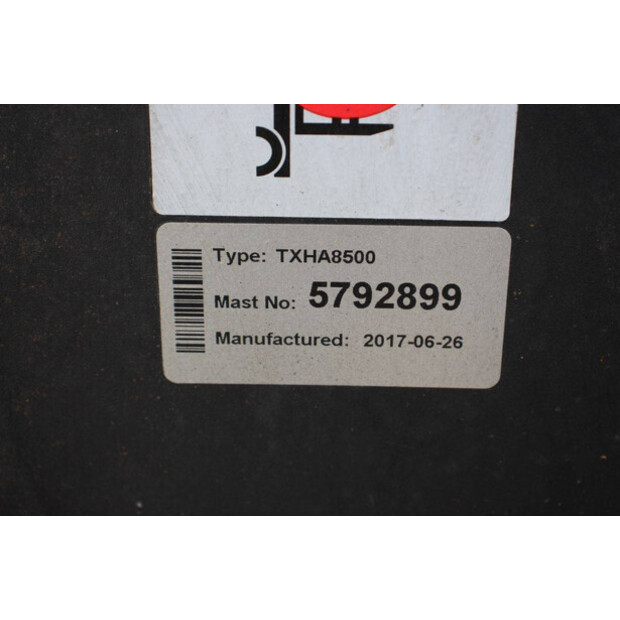 Type: TXHA8500
Mast No: 5792899
Manufactured: 2017-06-26